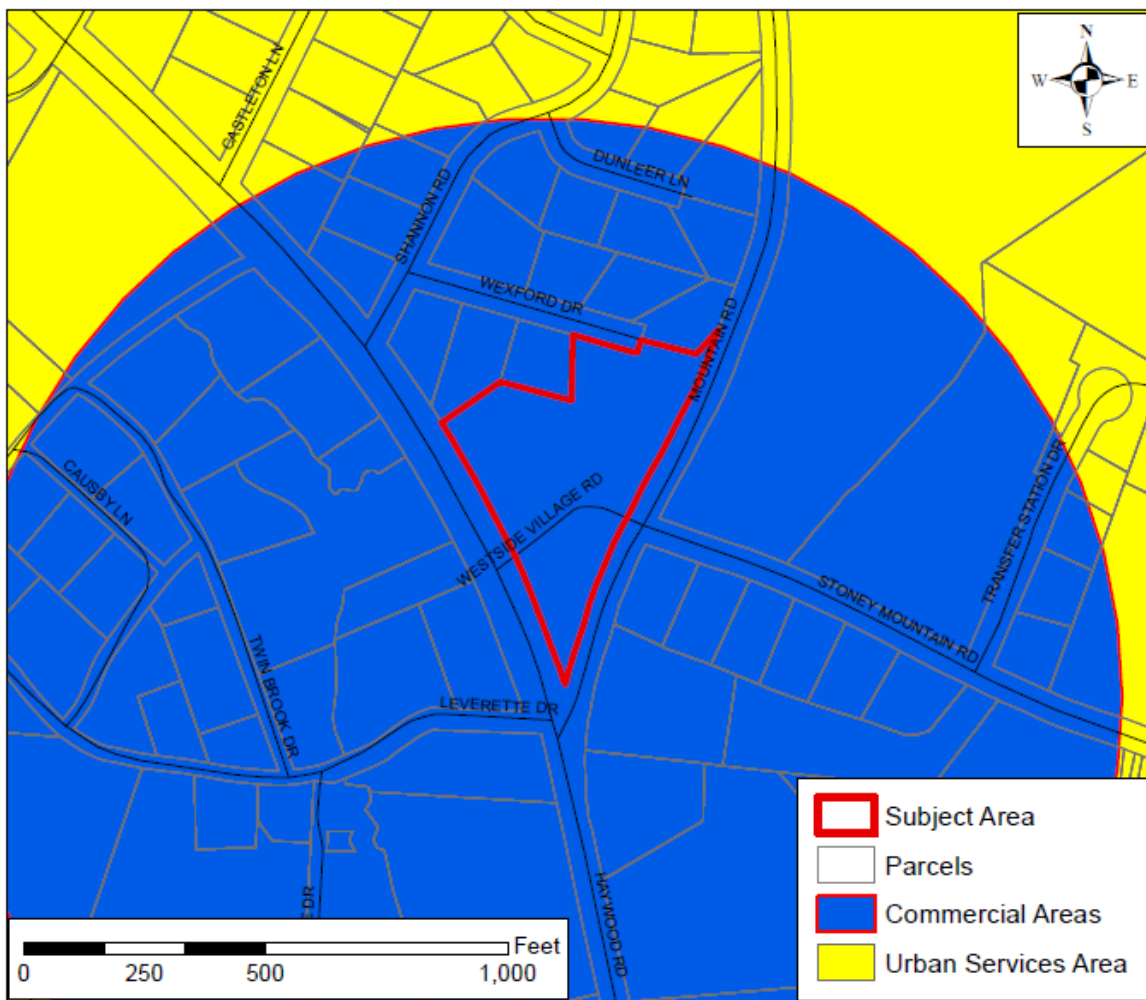 N
W E
S
CASTLETON LN
DUNLEER LN
SHANNON RD
WEXFORD DR
MOUNTAIN RD
CAUSBY LN
WESTSIDE VILLAGE RD
TRANSFER STATION DR
STONEY MOUNTAIN RD
TWIN BROOK DR
LEVERETTE DR
HAYWOOD RD
E DR
Subject Area
Parcels
Commercial Areas
Urban Services Area
Feet
0 250 500 1,000